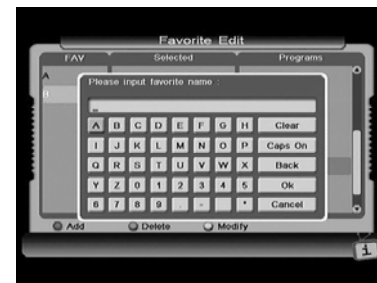 Favorite Edit
FAV Selected Programs
A
B
Please input favorite name :
_
A B C D E F G H Clear
I J K L M N O P Caps On
Q R S T U V W X Back
Y Z 0 1 2 3 4 5 Ok
6 7 8 9 . - * Cancel
Add Delete Modify
i